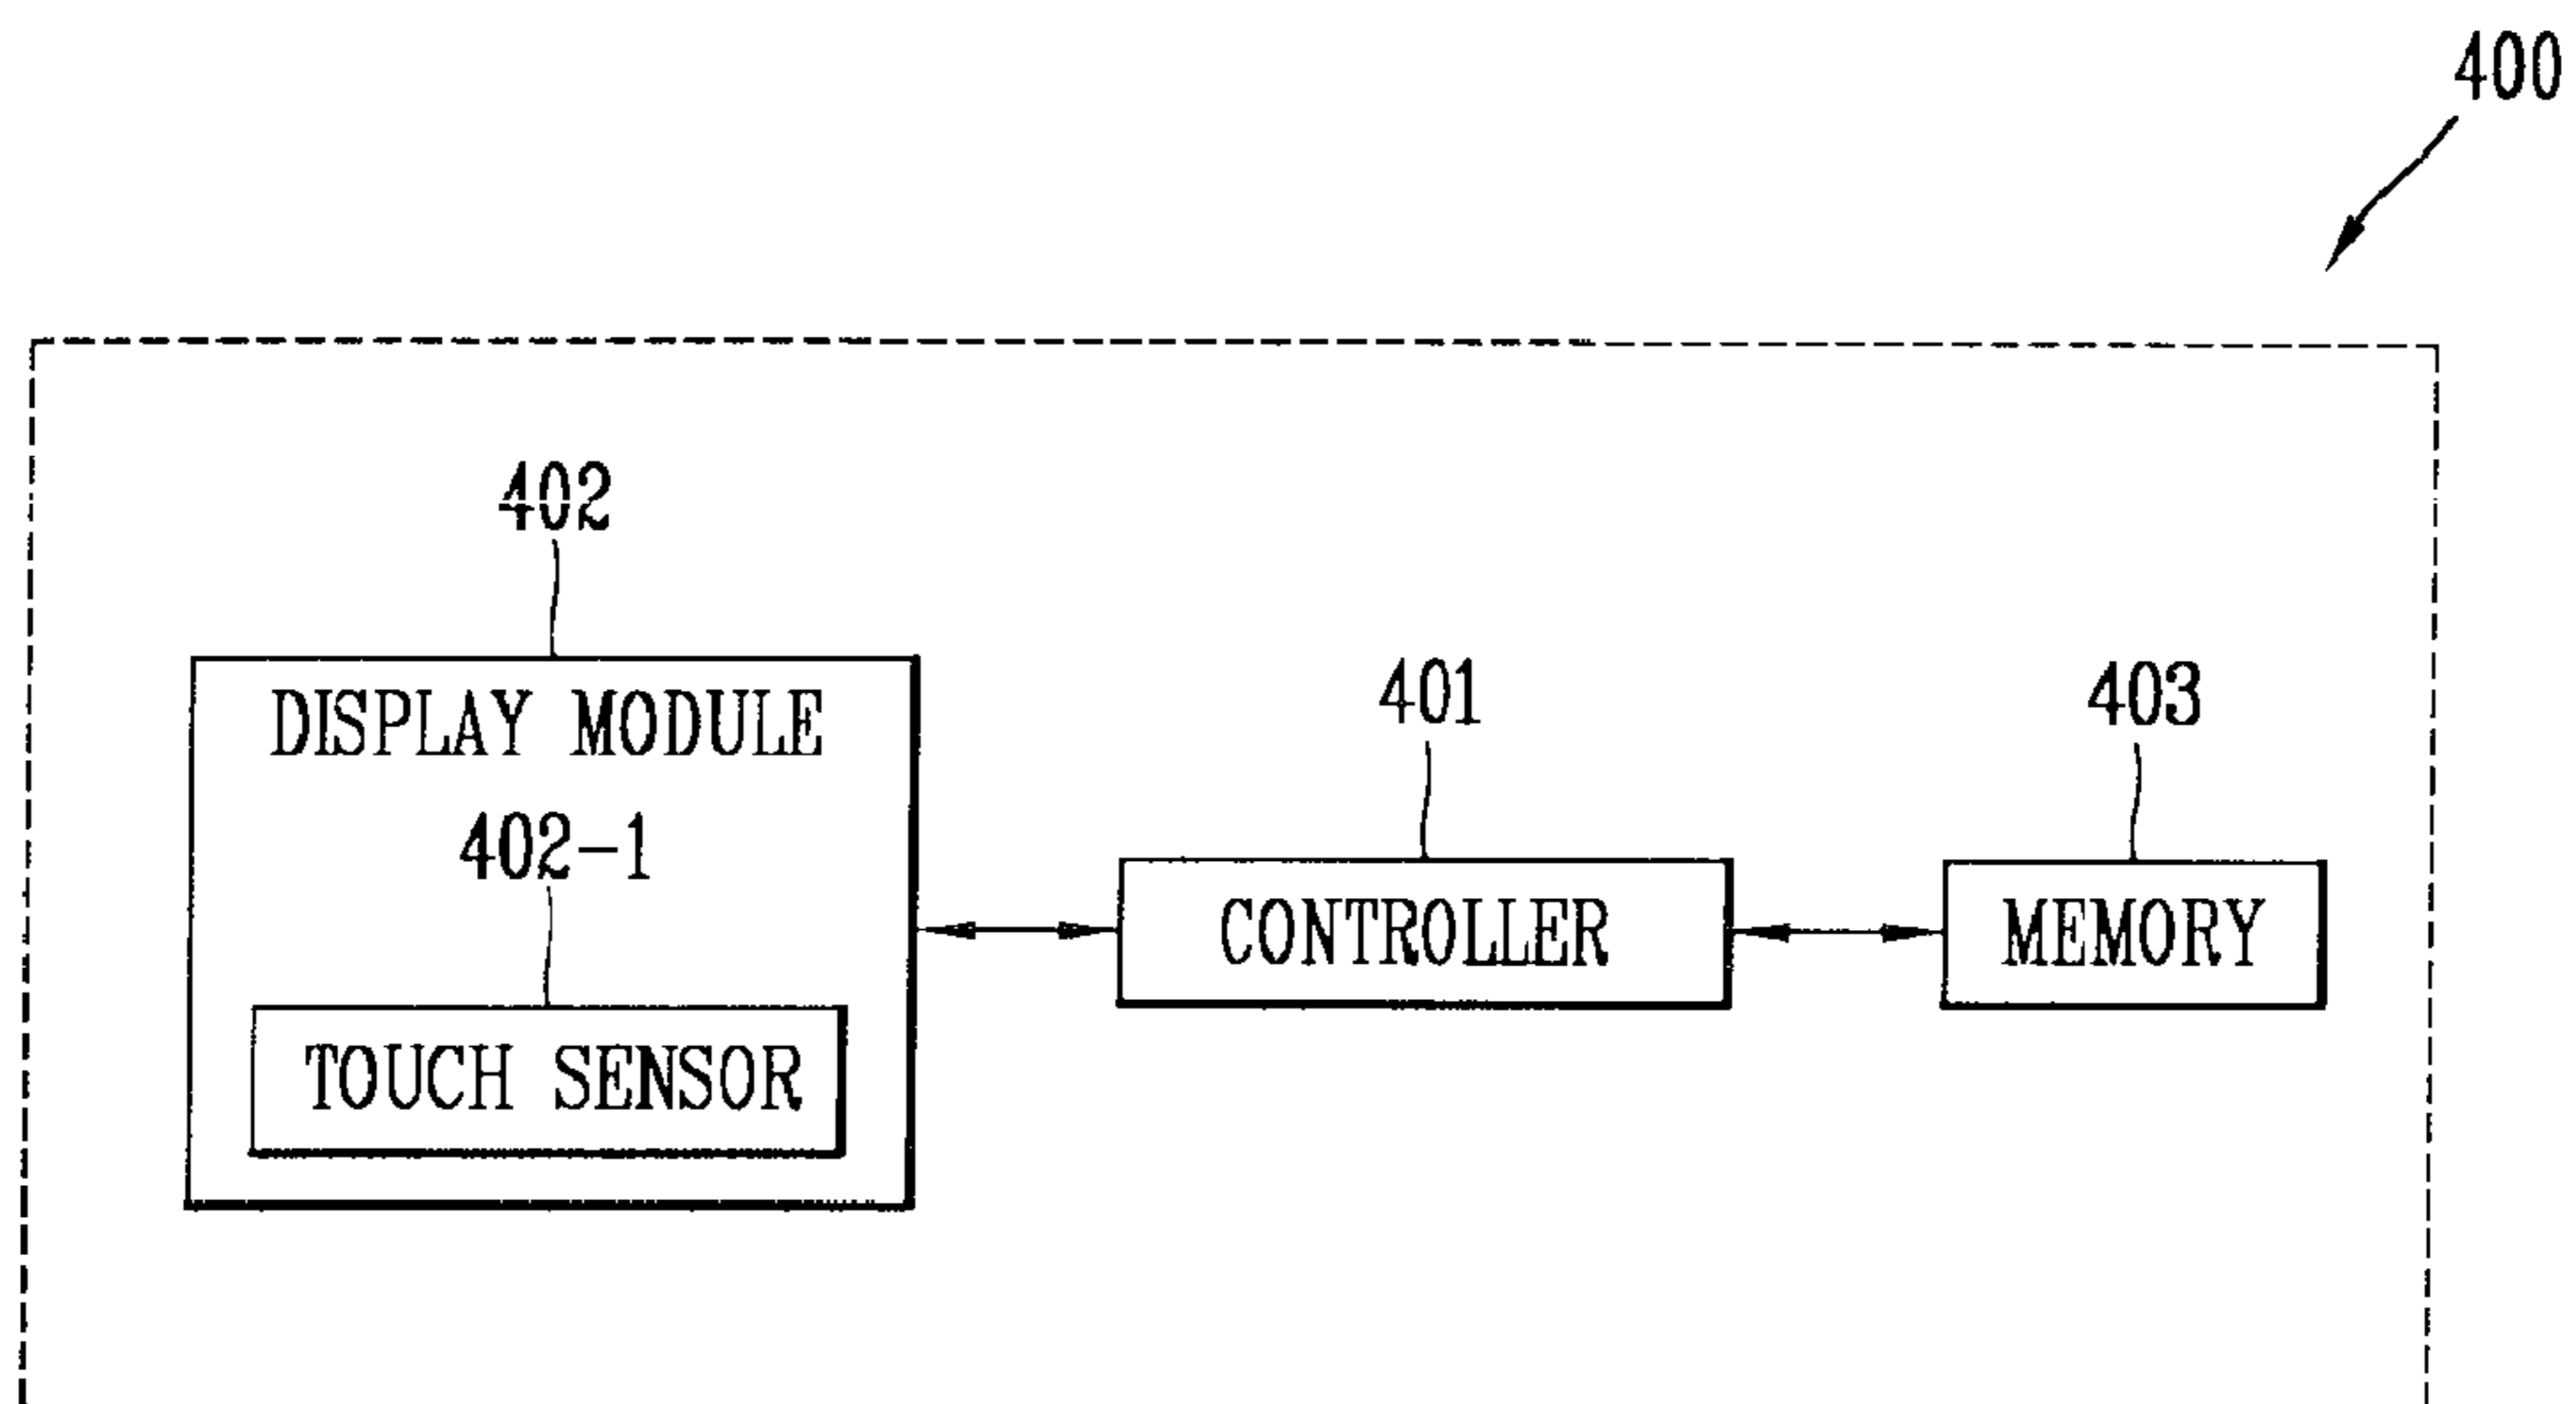 400
402
DISPLAY MODULE
401
403
402-1
CONTROLLER
MEMORY
TOUCH SENSOR